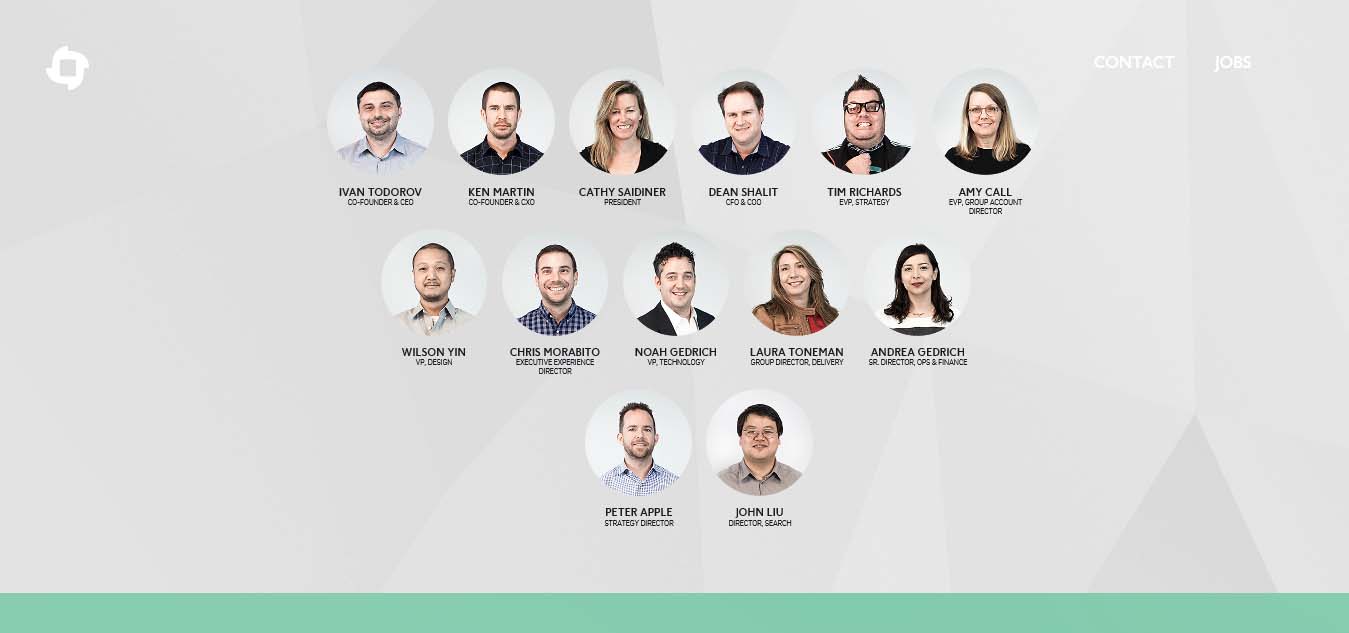 CONTACT JOBS
IVAN TODOROV
CO-FOUNDER & CEO
KEN MARTIN
CO-FOUNDER & CXO
CATHY SAIDINER
PRESIDENT
DEAN SHALIT
CFO & COO
TIM RICHARDS
EVP, STRATEGY
AMY CALL
EVP, GROUP ACCOUNT
DIRECTOR
WILSON YIN
VP, DESIGN
CHRIS MORABITO
EXECUTIVE EXPERIENCE
DIRECTOR
NOAH GEDRICH
VP, TECHNOLOGY
LAURA TONEMAN
GROUP DIRECTOR, DELIVERY
ANDREA GEDRICH
SR. DIRECTOR, OPS & FINANCE
PETER APPLE
STRATEGY DIRECTOR
JOHN LIU
DIRECTOR, SEARCH